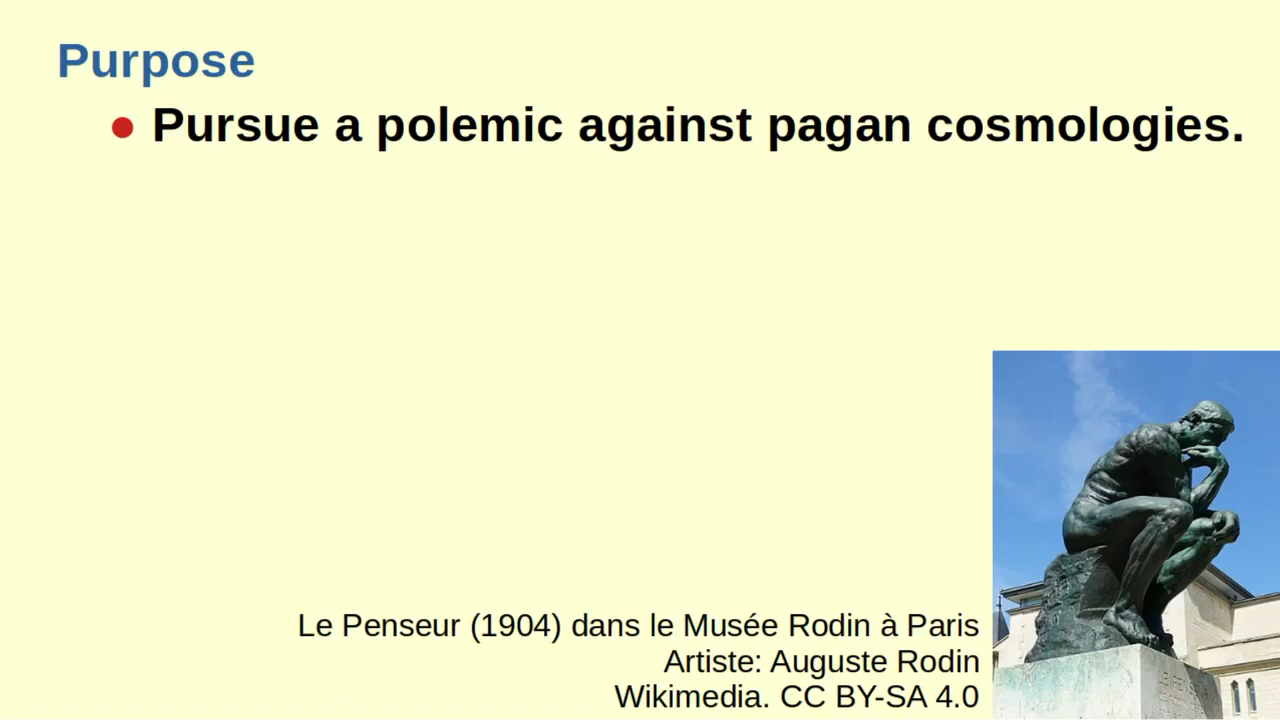 Purpose
● Pursue a polemic against pagan cosmologies.
Le Penseur (1904) dans le Musée Rodin à Paris
Artiste: Auguste Rodin
Wikimedia. CC BY-SA 4.0